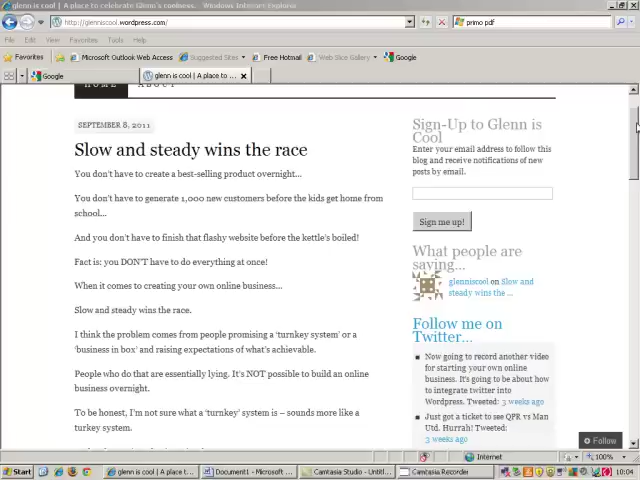 glenn is cool | A place to celebrate Glenn's coolness. - Windows Internet Explorer
http://glenniscool.wordpress.com/
primo pdf
File Edit View Favorites Tools Help
Favorites
Microsoft Outlook Web Access
Suggested Sites
Free Hotmail
Web Slice Gallery
Google
Google
glenn is cool | A place to ...
HOME ABOUT
SEPTEMBER 8, 2011
Slow and steady wins the race
You don't have to create a best-selling product overnight...
You don't have to generate 1,000 new customers before the kids get home from
school...
And you don't have to finish that flashy website before the kettle's boiled!
Fact is: you DON'T have to do everything at once!
When it comes to creating your own online business...
Slow and steady wins the race.
I think the problem comes from people promising a 'turnkey system' or a
'business in box' and raising expectations of what's achievable.
People who do that are essentially lying. It's NOT possible to build an online
business overnight.
To be honest, I'm not sure what a 'turnkey' system is – sounds more like a
turkey system.
Sign-Up to Glenn is
Cool
Enter your email address to follow this
blog and receive notifications of new
posts by email.
Sign me up!
What people are
saying...
glenniscool on Slow
and steady wins the ...
Follow me on
Twitter...
Now going to record another video
for starting your own online
business. It's going to be about how
to integrate twitter into
Wordpress. Tweeted: 3 weeks ago
Just got a ticket to see QPR vs Man
Utd. Hurrah! Tweeted:
3 weeks ago
Follow
Internet
100%
Start
glenn is cool | A place t...
Document1 - Microsoft ...
Camtasia Studio - Untitl...
Camtasia Recorder
10:04